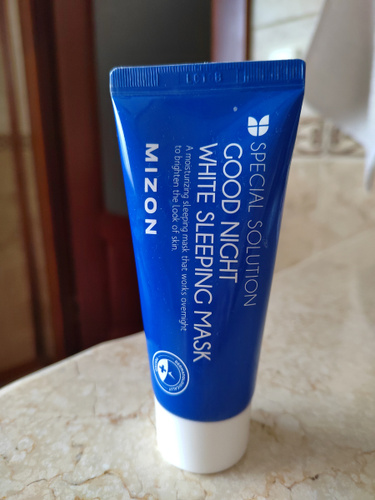 SPECIAL SOLUTION
GOOD NIGHT
WHITE SLEEPING MASK
A moisturizing sleeping mask that works overnight
to brighten the look of skin.
MIZON